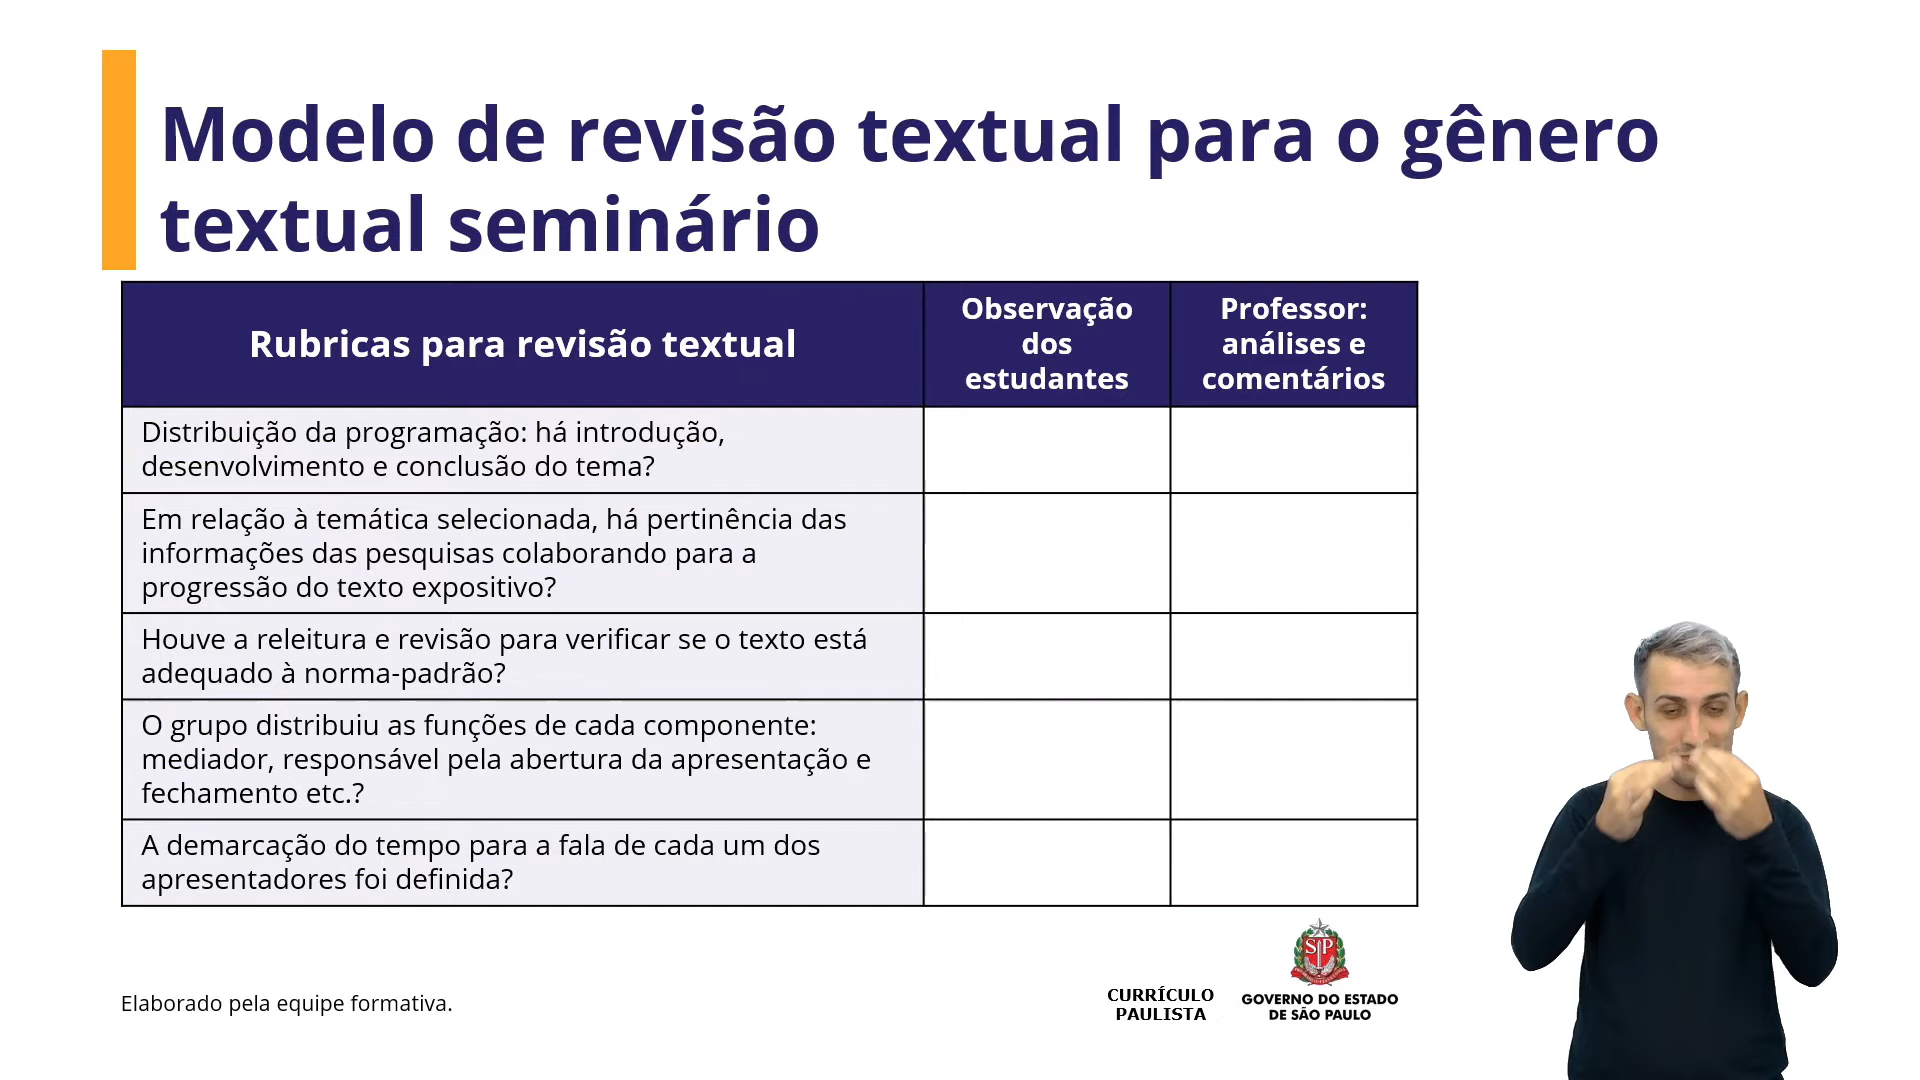 Modelo de revisão textual para o gênero
textual seminário
Rubricas para revisão textual
Observação
dos
estudantes
Professor:
análises e
comentários
Distribuição da programação: há introdução,
desenvolvimento e conclusão do tema?
Em relação à temática selecionada, há pertinência das
informações das pesquisas colaborando para a
progressão do texto expositivo?
Houve a releitura e revisão para verificar se o texto está
adequado à norma-padrão?
O grupo distribuiu as funções de cada componente:
mediador, responsável pela abertura da apresentação e
fechamento etc.?
A demarcação do tempo para a fala de cada um dos
apresentadores foi definida?
Elaborado pela equipe formativa.
CURRÍCULO
PAULISTA
SP
GOVERNO DO ESTADO
DE SÃO PAULO